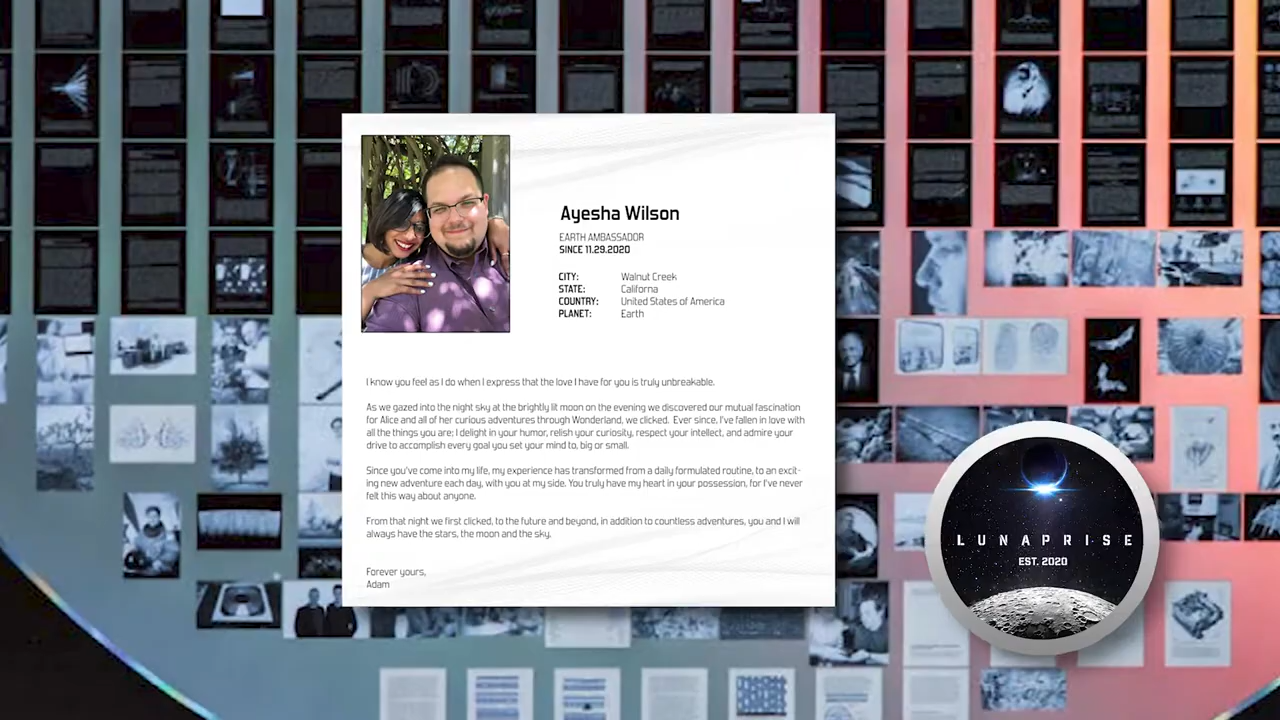 Ayesha Wilson
EARTH AMBASSADOR
SINCE 11.29.2020
CITY: Walnut Creek
STATE: Californa
COUNTRY: United States of America
PLANET: Earth
I know you feel as I do when I express that the love I have for you is truly unbreakable.
As we gazed into the night sky at the brightly lit moon on the evening we discovered our mutual fascination
for Alice and all of her curious adventures through Wonderland, we clicked. Ever since, I've fallen in love with
all the things you are; I delight in your humor, relish your curiosity, respect your intellect, and admire your
drive to accomplish every goal you set your mind to, big or small.
Since you've come into my life, my experience has transformed from a daily formulated routine, to an excit-
ing new adventure each day, with you at my side. You truly have my heart in your possession, for I've never
felt this way about anyone.
From that night we first clicked, to the future and beyond, in addition to countless adventures, you and I will
always have the stars, the moon and the sky.
Forever yours,
Adam
LUNAPRISE
EST. 2020